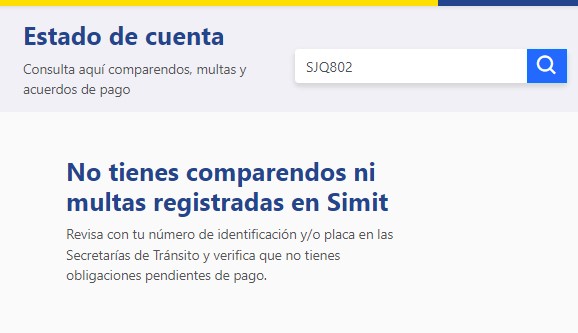 Estado de cuenta
Consulta aquí comparendos, multas y
acuerdos de pago
SJQ802
No tienes comparendos ni
multas registradas en Simit
Revisa con tu número de identificación y/o placa en las
Secretarías de Tránsito y verifica que no tienes
obligaciones pendientes de pago.